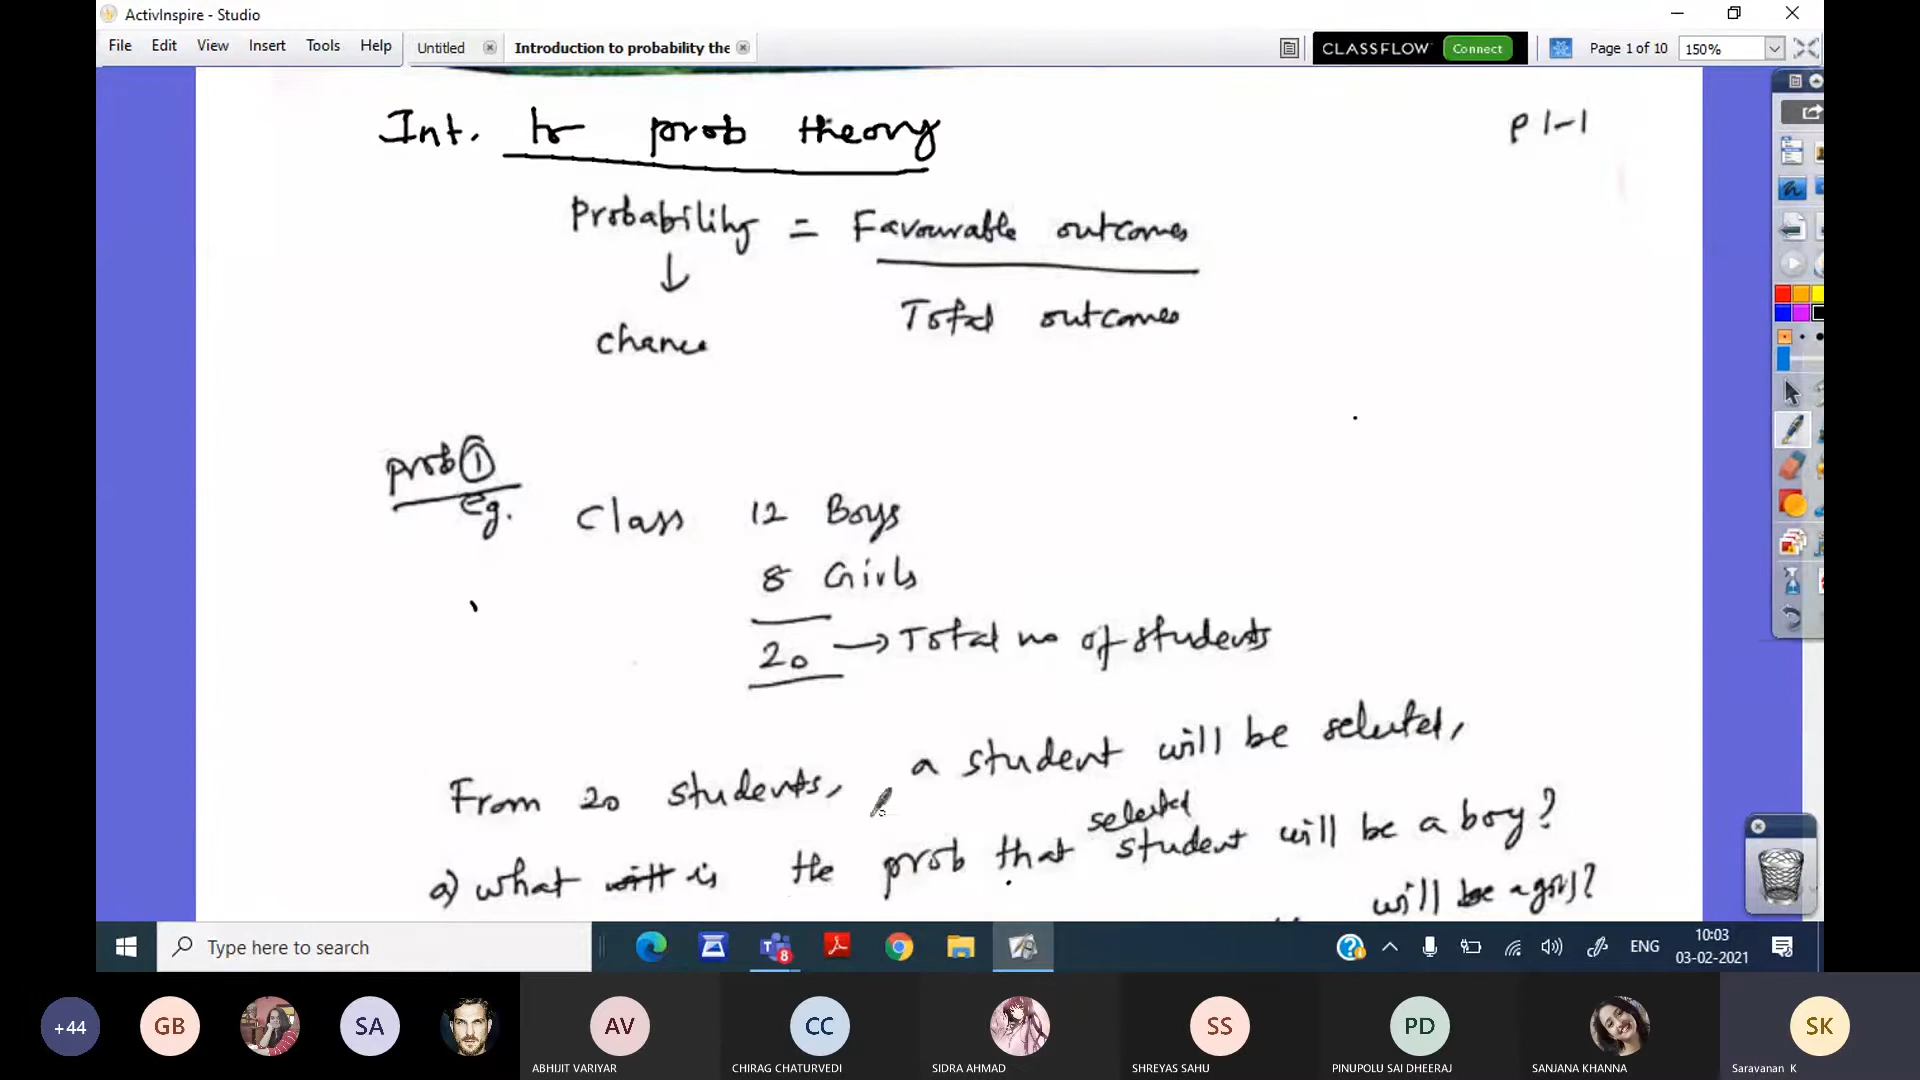 ActivInspire - Studio
File Edit View Insert Tools Help
Untitled Introduction to probability the
CLASSFLOW Connect Page 1 of 10 150%
Int. to prob theory P 1-1
Probability = Favourable outcomes
Total outcomes
chance
prob 1
eg. Class 12 Boys
8 Girls
20 → Total no of students
From 20 students, a student will be selected,
selected
a) what will is the prob that student will be a boy?
will be a girl?
Type here to search
8
ENG
10:03
03-02-2021
+44 GB SA AV CC SS PD SK
ABHIJIT VARIYAR CHIRAG CHATURVEDI SIDRA AHMAD SHREYAS SAHU PINUPOLU SAI DHEERAJ SANJANA KHANNA Saravanan K